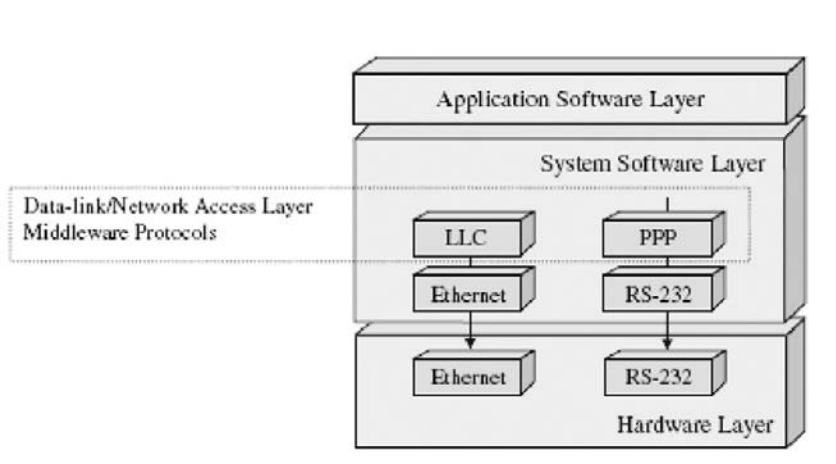 Application Software Layer
System Software Layer
Data-link/Network Access Layer
Middleware Protocols
LLC
PPP
Ethernet
RS-232
Ethernet
RS-232
Hardware Layer